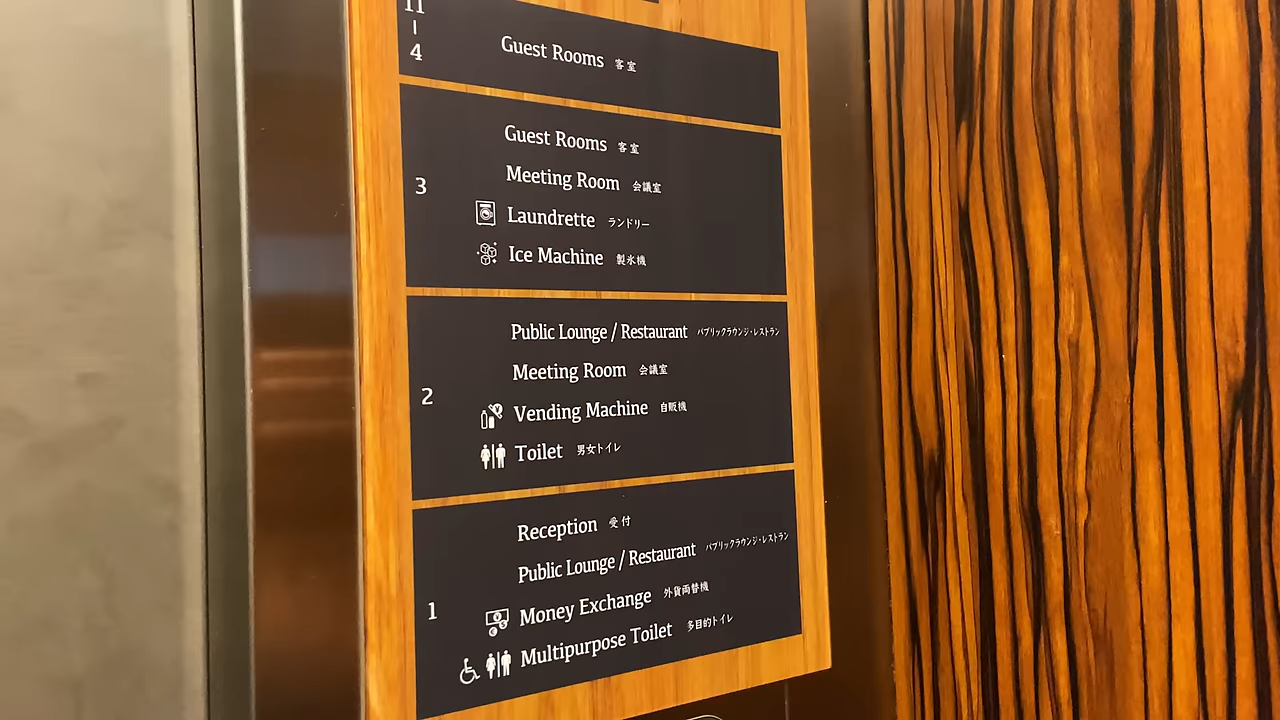 11
|
4
Guest Rooms 客室
3
Guest Rooms 客室
Meeting Room 会議室
Laundrette ランドリー
Ice Machine 製氷機
2
Public Lounge / Restaurant パブリックラウンジ・レストラン
Meeting Room 会議室
Vending Machine 自販機
Toilet 男女トイレ
1
Reception 受付
Public Lounge / Restaurant パブリックラウンジ・レストラン
Money Exchange 外貨両替機
Multipurpose Toilet 多目的トイレ